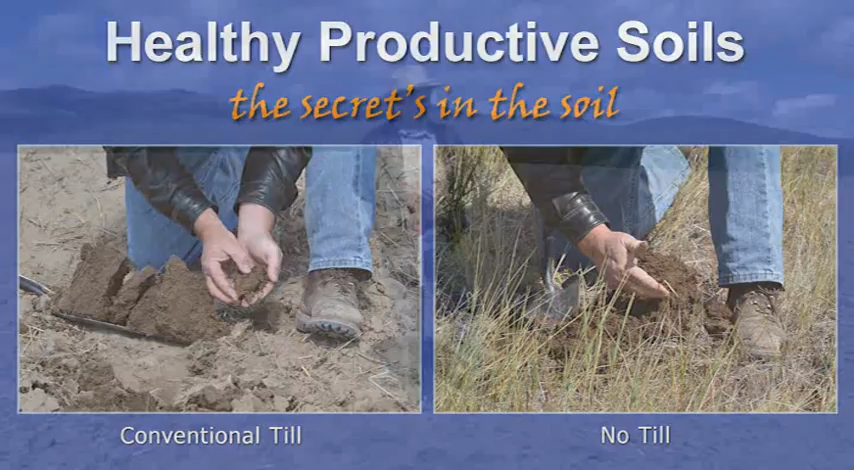 Healthy Productive Soils
the secret's in the soil
Conventional Till
No Till